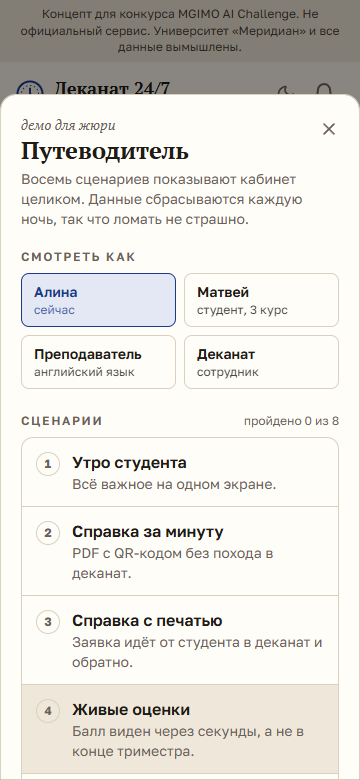 Концепт для конкурса MGIMO AI Challenge. Не
официальный сервис. Университет «Меридиан» и все
данные вымышлены.
Деканат 24/7
демо для жюри
Путеводитель
Восемь сценариев показывают кабинет
целиком. Данные сбрасываются каждую
ночь, так что ломать не страшно.
СМОТРЕТЬ КАК
Алина
сейчас
Матвей
студент, 3 курс
Преподаватель
английский язык
Деканат
сотрудник
СЦЕНАРИИ
пройдено 0 из 8
1
Утро студента
Всё важное на одном экране.
2
Справка за минуту
PDF с QR-кодом без похода в
деканат.
3
Справка с печатью
Заявка идёт от студента в деканат и
обратно.
4
Живые оценки
Балл виден через секунды, а не в
конце триместра.